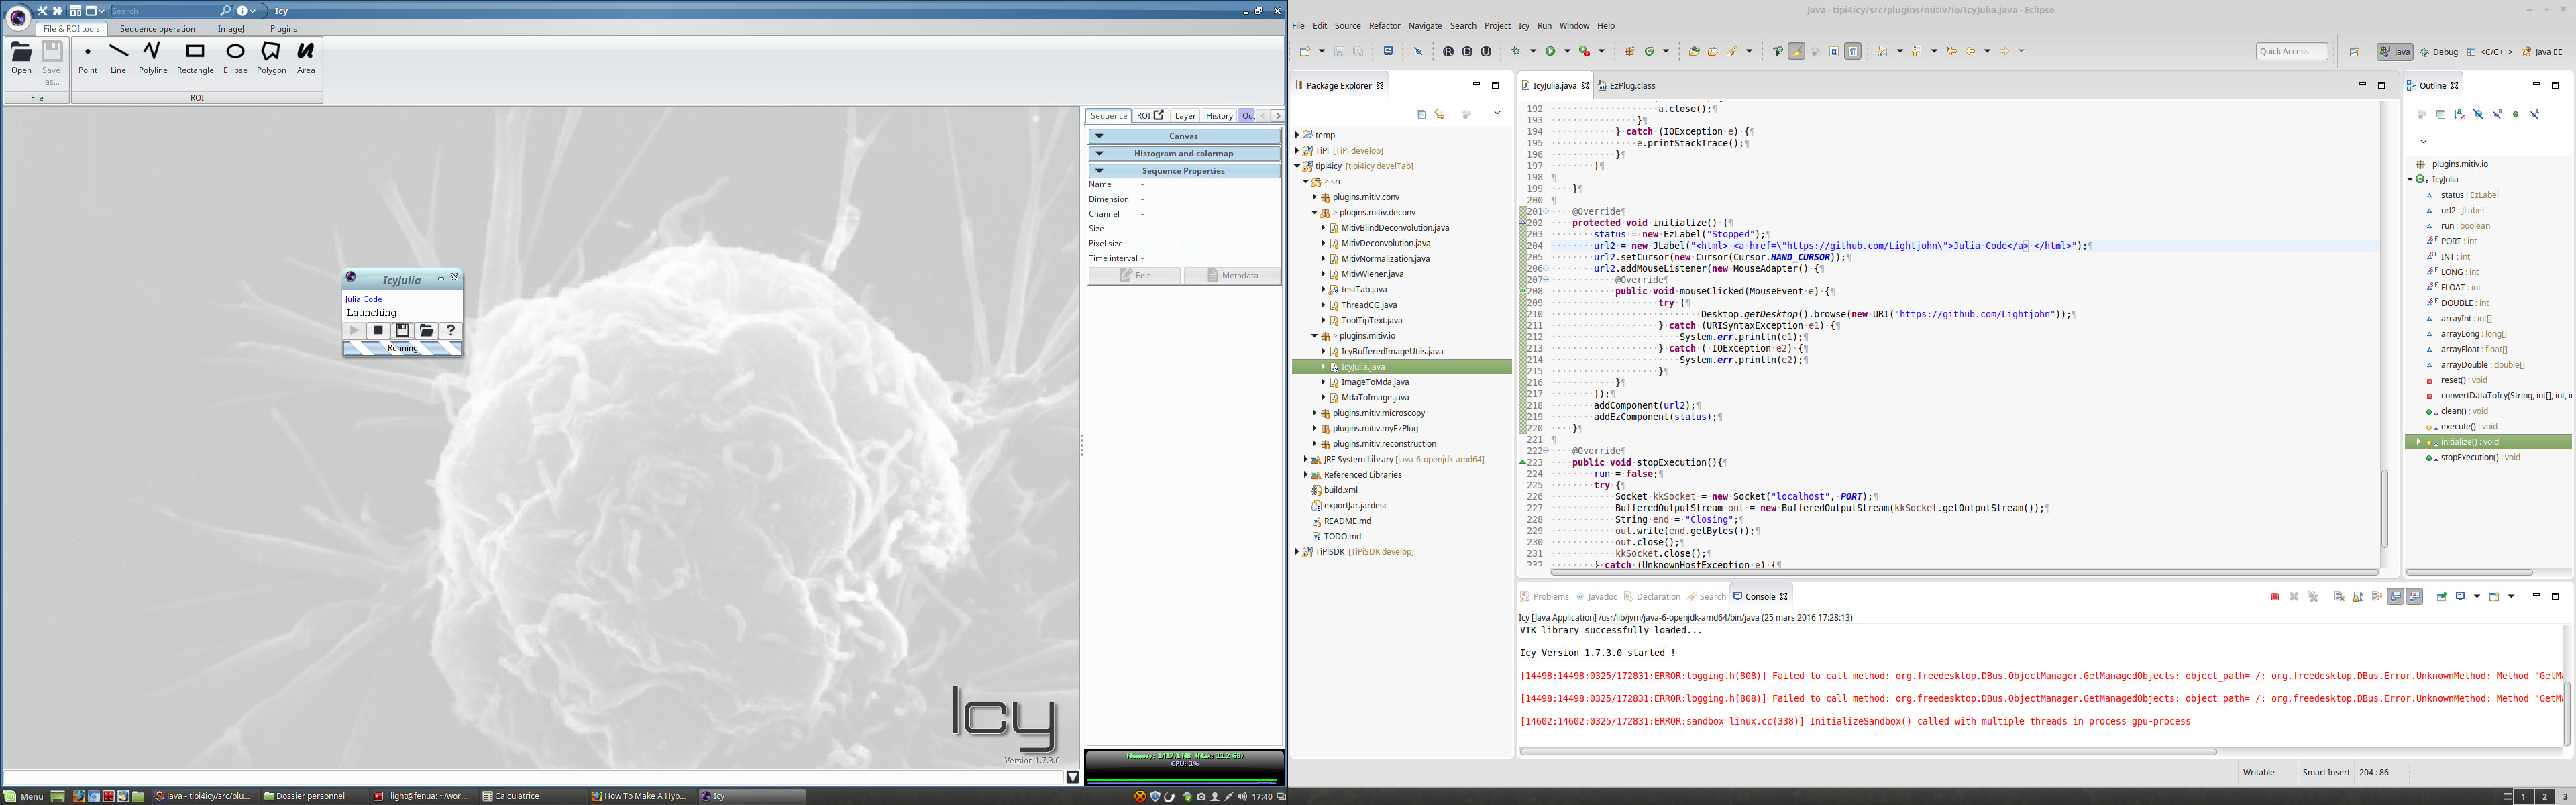 Search
Icy
File & ROI tools
Sequence operation
ImageJ
Plugins
Open
Save as...
Point
Line
Polyline
Rectangle
Ellipse
Polygon
Area
File
ROI
IcyJulia
Julia Code
Launching
Running
Icy
Version 1.7.3.0
Sequence
ROI
Layer
History
Ou
Canvas
Histogram and colormap
Sequence Properties
Name -
Dimension -
Channel -
Size -
Pixel size - - -
Time interval -
Edit
Metadata
CPU: 1%
Java - tipi4icy/src/plugins/mitiv/io/IcyJulia.java - Eclipse
File Edit Source Refactor Navigate Search Project Icy Run Window Help
Quick Access
Java
Debug
<C/C++>
Java EE
Package Explorer
temp
TiPi [TiPi develop]
tipi4icy [tipi4icy develTab]
> src
plugins.mitiv.conv
> plugins.mitiv.deconv
MitivBlindDeconvolution.java
MitivDeconvolution.java
MitivNormalization.java
MitivWiener.java
testTab.java
ThreadCG.java
ToolTipText.java
> plugins.mitiv.io
IcyBufferedImageUtils.java
IcyJulia.java
ImageToMda.java
MdaToImage.java
plugins.mitiv.microscopy
plugins.mitiv.myEzPlug
plugins.mitiv.reconstruction
JRE System Library [java-6-openjdk-amd64]
Referenced Libraries
build.xml
exportJar.jardesc
README.md
TODO.md
TiPiSDK [TiPiSDK develop]
IcyJulia.java
EzPlug.class
192 a.close();¶
193 }¶
194 } catch (IOException e) {¶
195 e.printStackTrace();¶
196 }¶
197 }¶
198 ¶
199 }¶
200 ¶
201 @Override¶
202 protected void initialize() {¶
203 status = new EzLabel("Stopped");¶
204 url2 = new JLabel("<html> <a href=\"https://github.com/Lightjohn\">Julia Code</a> </html>");¶
205 url2.setCursor(new Cursor(Cursor.HAND_CURSOR));¶
206 url2.addMouseListener(new MouseAdapter() {¶
207 @Override¶
208 public void mouseClicked(MouseEvent e) {¶
209 try {¶
210 Desktop.getDesktop().browse(new URI("https://github.com/Lightjohn"));¶
211 } catch (URISyntaxException e1) {¶
212 System.err.println(e1);¶
213 } catch ( IOException e2) {¶
214 System.err.println(e2);¶
215 }¶
216 }¶
217 });¶
218 addComponent(url2);¶
219 addEzComponent(status);¶
220 }¶
221 ¶
222 @Override¶
223 public void stopExecution(){¶
224 run = false;¶
225 try {¶
226 Socket kkSocket = new Socket("localhost", PORT);¶
227 BufferedOutputStream out = new BufferedOutputStream(kkSocket.getOutputStream());¶
228 String end = "Closing";¶
229 out.write(end.getBytes());¶
230 out.close();¶
231 kkSocket.close();¶
232 } catch (UnknownHostException e) {¶
Outline
plugins.mitiv.io
IcyJulia
status : EzLabel
url2 : JLabel
run : boolean
PORT : int
INT : int
LONG : int
FLOAT : int
DOUBLE : int
arrayInt : int[]
arrayLong : long[]
arrayFloat : float[]
arrayDouble : double[]
reset() : void
convertDataToIcy(String, int[], int, i
clean() : void
execute() : void
initialize() : void
stopExecution() : void
Problems
Javadoc
Declaration
Search
Console
Icy [Java Application] /usr/lib/jvm/java-6-openjdk-amd64/bin/java (25 mars 2016 17:28:13)
VTK library successfully loaded...
Icy Version 1.7.3.0 started !
[14498:14498:0325/172831:ERROR:logging.h(808)] Failed to call method: org.freedesktop.DBus.ObjectManager.GetManagedObjects: object_path= /: org.freedesktop.DBus.Error.UnknownMethod: Method "GetM
[14498:14498:0325/172831:ERROR:logging.h(808)] Failed to call method: org.freedesktop.DBus.ObjectManager.GetManagedObjects: object_path= /: org.freedesktop.DBus.Error.UnknownMethod: Method "GetM
[14602:14602:0325/172831:ERROR:sandbox_linux.cc(338)] InitializeSandbox() called with multiple threads in process gpu-process
Writable
Smart Insert
204 : 86
Menu
Java - tipi4icy/src/plu...
Dossier personnel
|light@fenua: ~/wor...
Calculatrice
How To Make A Hyp...
Icy
17:40
1 2 3